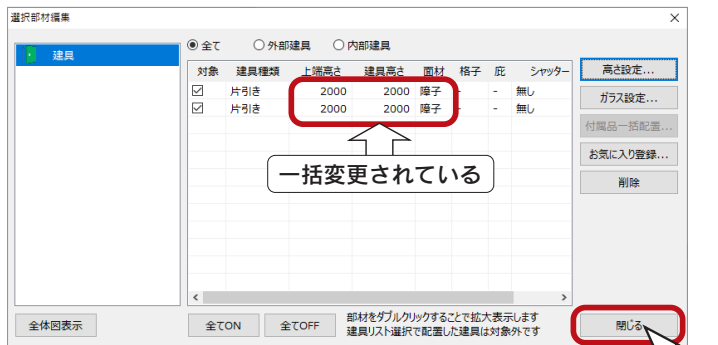 選択部材編集
建具
全て 外部建具 内部建具
対象 建具種類 上端高さ 建具高さ 面材 格子 庇 シャッター
片引き 2000 2000 障子 - - 無し
片引き 2000 2000 障子 - - 無し
一括変更されている
高さ設定...
ガラス設定...
付属品一括配置...
お気に入り登録...
削除
全体図表示
全てON
全てOFF
部材をダブルクリックすることで拡大表示します
建具リスト選択で配置した建具は対象外です
閉じる